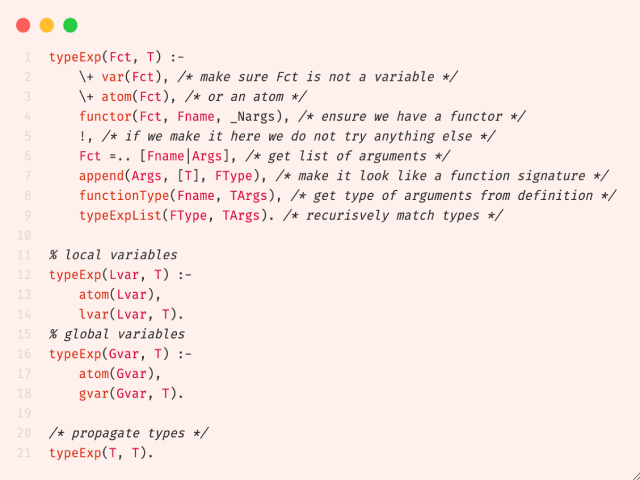 1 typeExp(Fct, T) :-
2     \+ var(Fct), /* make sure Fct is not a variable */
3     \+ atom(Fct), /* or an atom */
4     functor(Fct, Fname, _Nargs), /* ensure we have a functor */
5     !, /* if we make it here we do not try anything else */
6     Fct =.. [Fname|Args], /* get list of arguments */
7     append(Args, [T], FType), /* make it look like a function signature */
8     functionType(Fname, TArgs), /* get type of arguments from definition */
9     typeExpList(FType, TArgs). /* recurisvely match types */
10
11 % local variables
12 typeExp(Lvar, T) :-
13     atom(Lvar),
14     lvar(Lvar, T).
15 % global variables
16 typeExp(Gvar, T) :-
17     atom(Gvar),
18     gvar(Gvar, T).
19
20 /* propagate types */
21 typeExp(T, T).